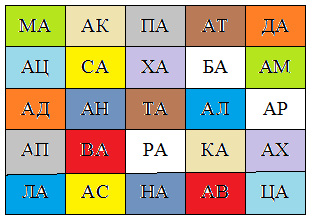 МА АК ПА АТ ДА
АЦ СА ХА БА АМ
АД АН ТА АЛ АР
АП ВА РА КА АХ
ЛА АС НА АВ ЦА